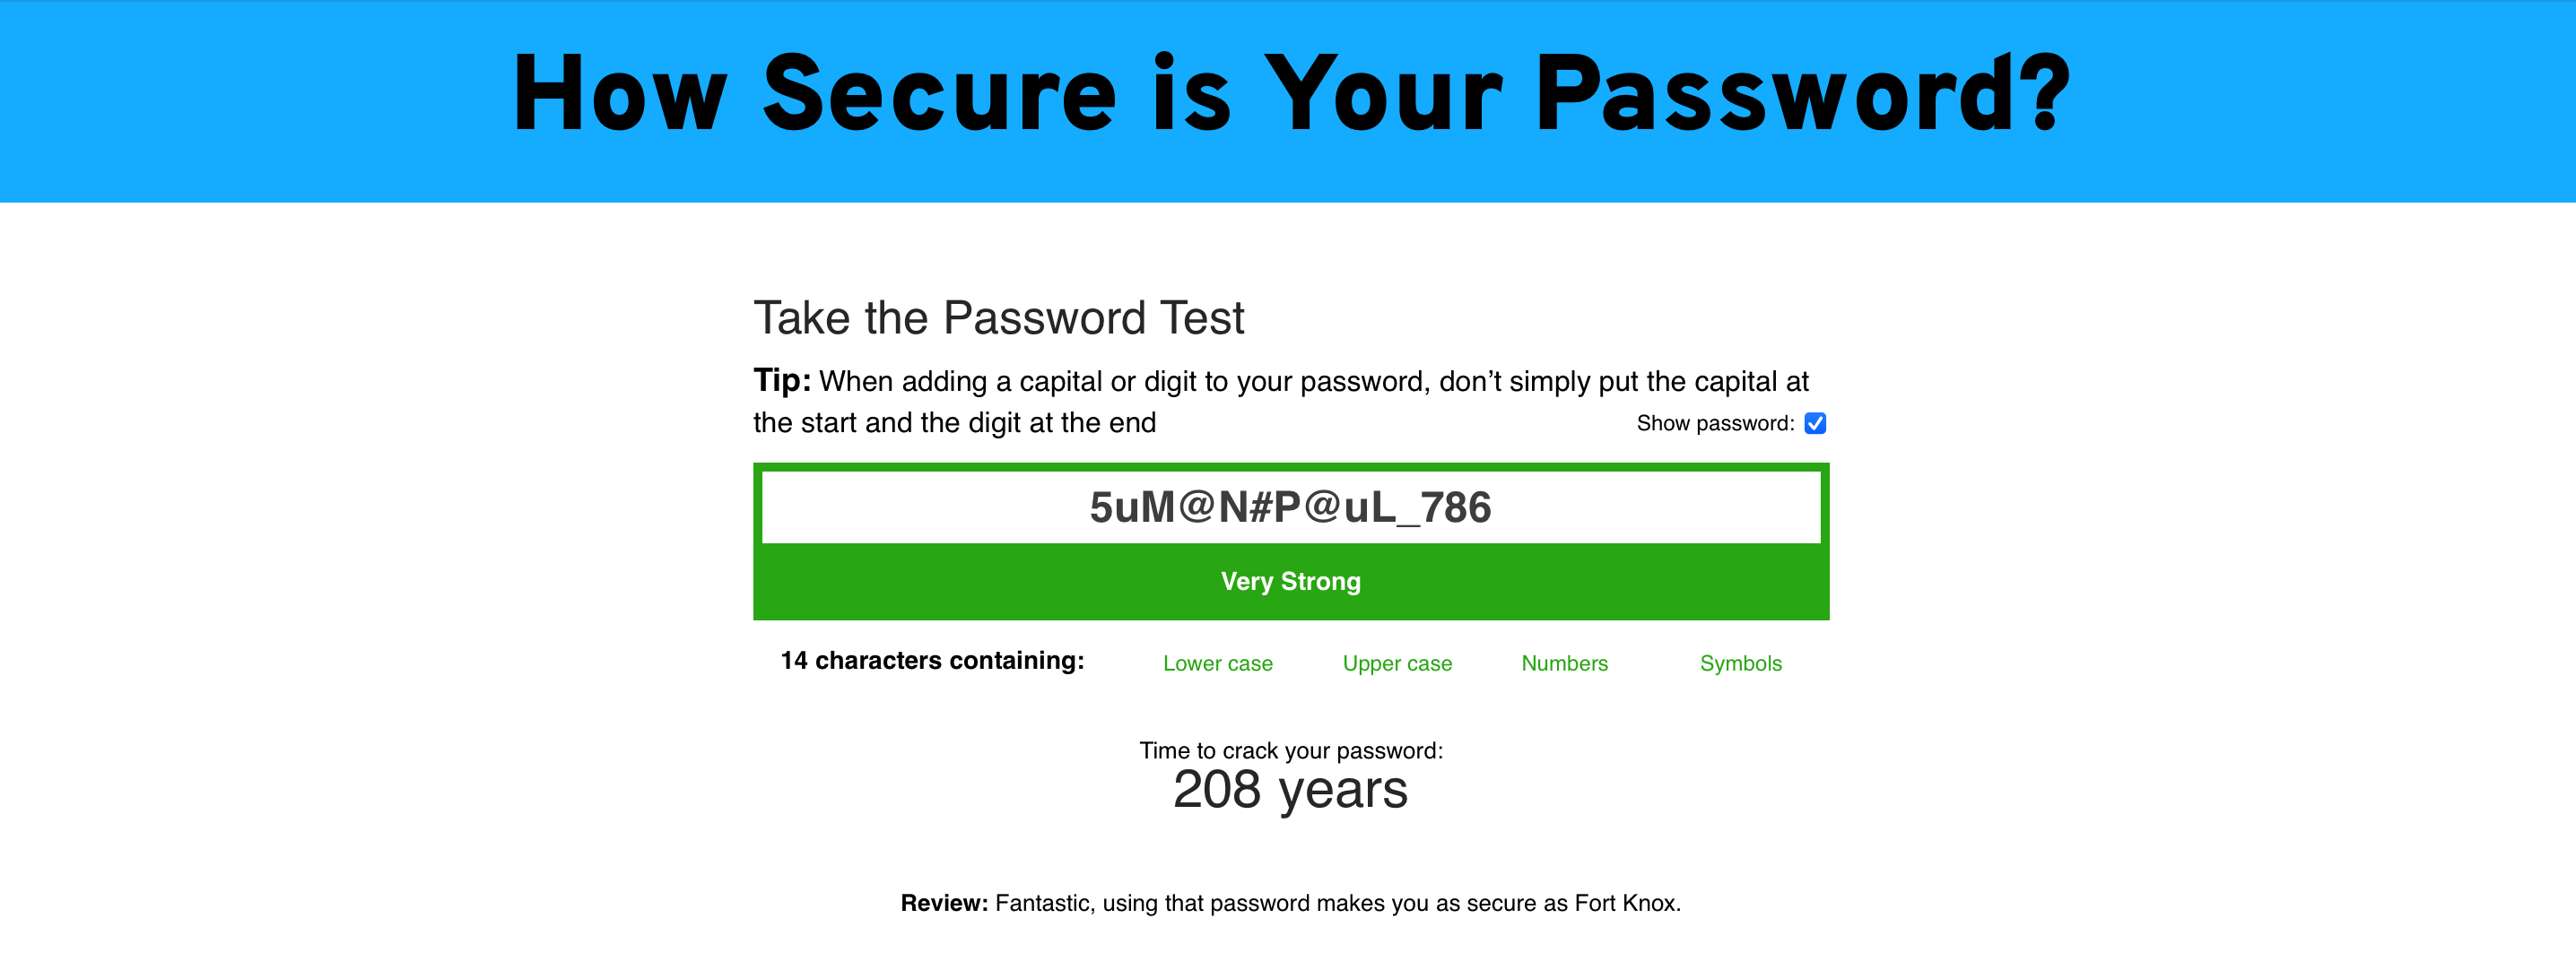 How Secure is Your Password?
Take the Password Test
Tip: When adding a capital or digit to your password, don’t simply put the capital at
the start and the digit at the end
Show password:
5uM@N#P@uL_786
Very Strong
14 characters containing: Lower case Upper case Numbers Symbols
Time to crack your password:
208 years
Review: Fantastic, using that password makes you as secure as Fort Knox.